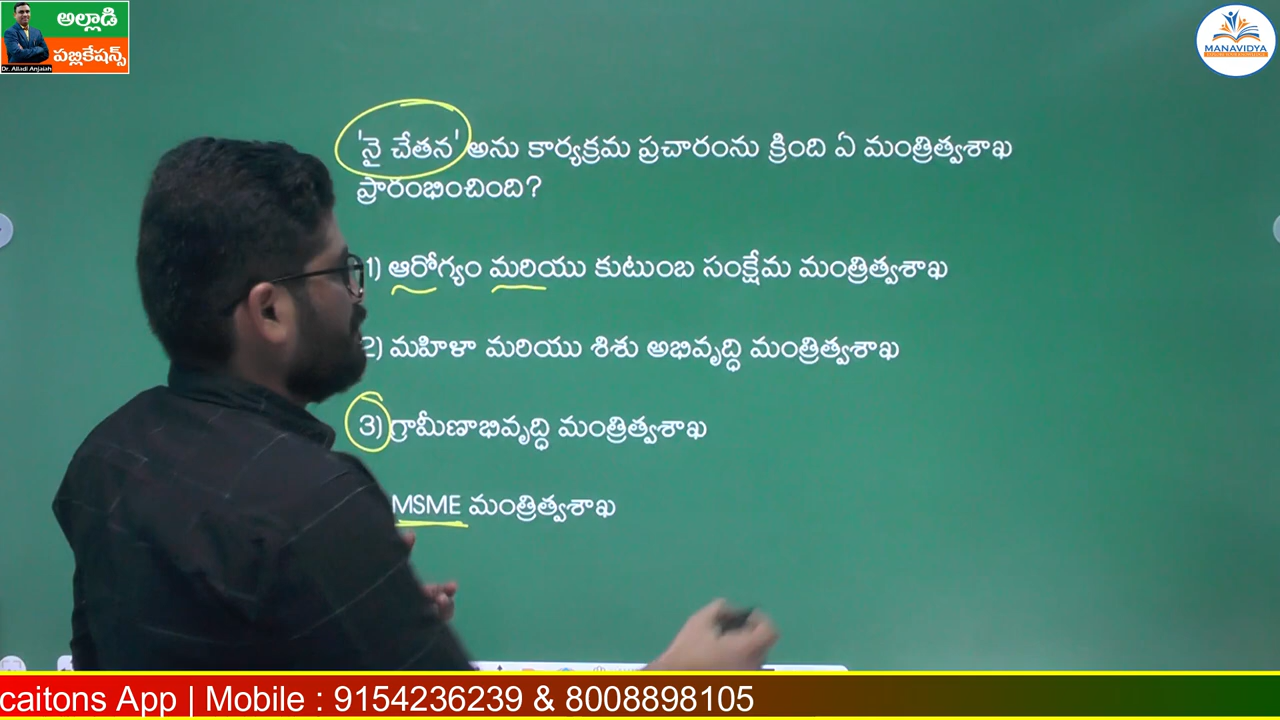 అల్లాడి
పబ్లికేషన్స్
Dr. Alladi Anjaiah
MANAVIDYA
'నై చేతన' అను కార్యక్రమ ప్రచారంను క్రింది ఏ మంత్రిత్వశాఖ
ప్రారంభించింది?
1) ఆరోగ్యం మరియు కుటుంబ సంక్షేమ మంత్రిత్వశాఖ
2) మహిళా మరియు శిశు అభివృద్ధి మంత్రిత్వశాఖ
3) గ్రామీణాభివృద్ధి మంత్రిత్వశాఖ
MSME మంత్రిత్వశాఖ
caitons App | Mobile : 9154236239 & 8008898105